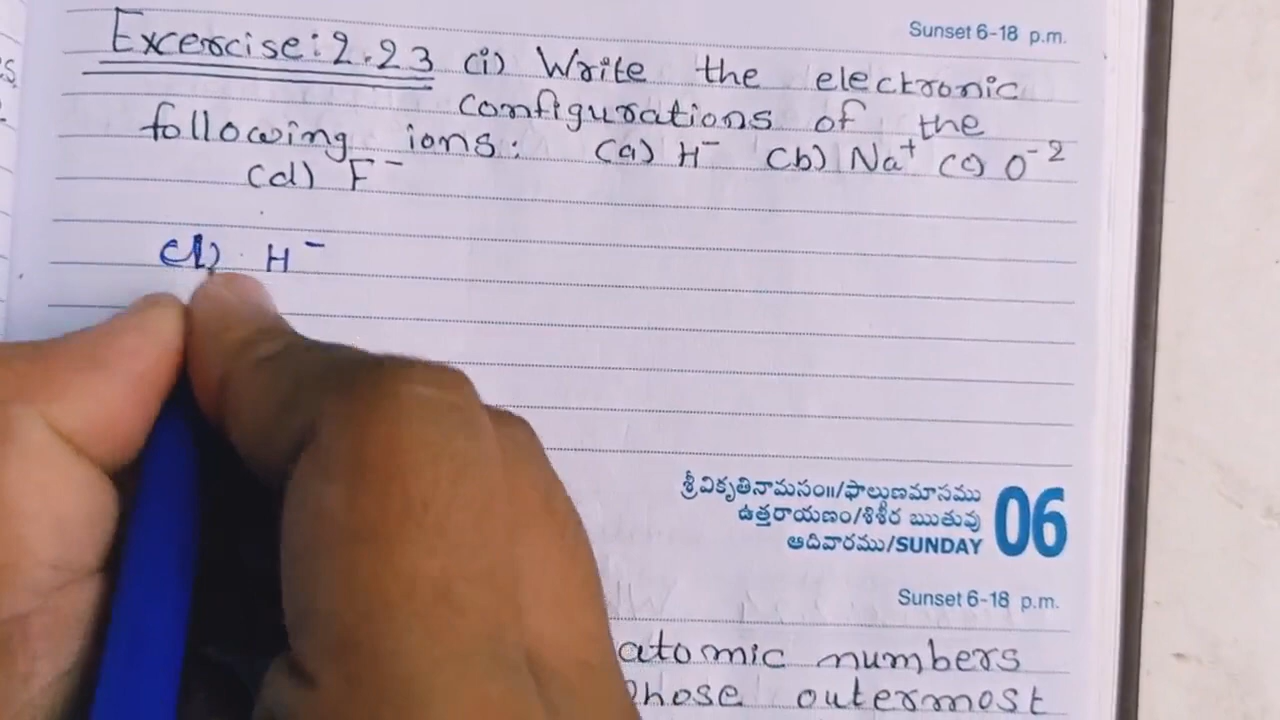 Sunset 6-18 p.m.
Excercise: 2.23 (i) Write the electronic
configurations of the
following ions: (a) H⁻ (b) Na⁺ (c) O⁻²
(d) F⁻
H⁻
శ్రీవికృతినామసం॥/ఫాల్గుణమాసము
ఉత్తరాయణం/శిశిర ఋతువు
ఆదివారము/SUNDAY 06
Sunset 6-18 p.m.
atomic numbers
outermost